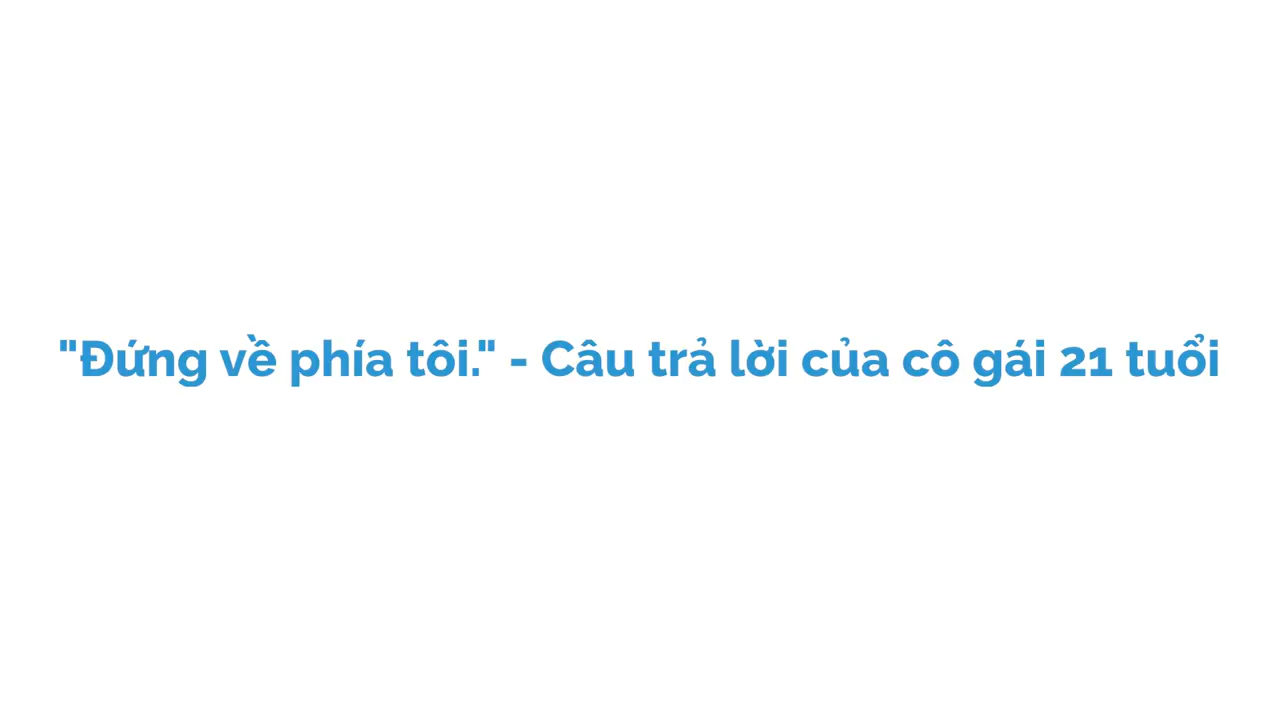 "Đứng về phía tôi." - Câu trả lời của cô gái 21 tuổi